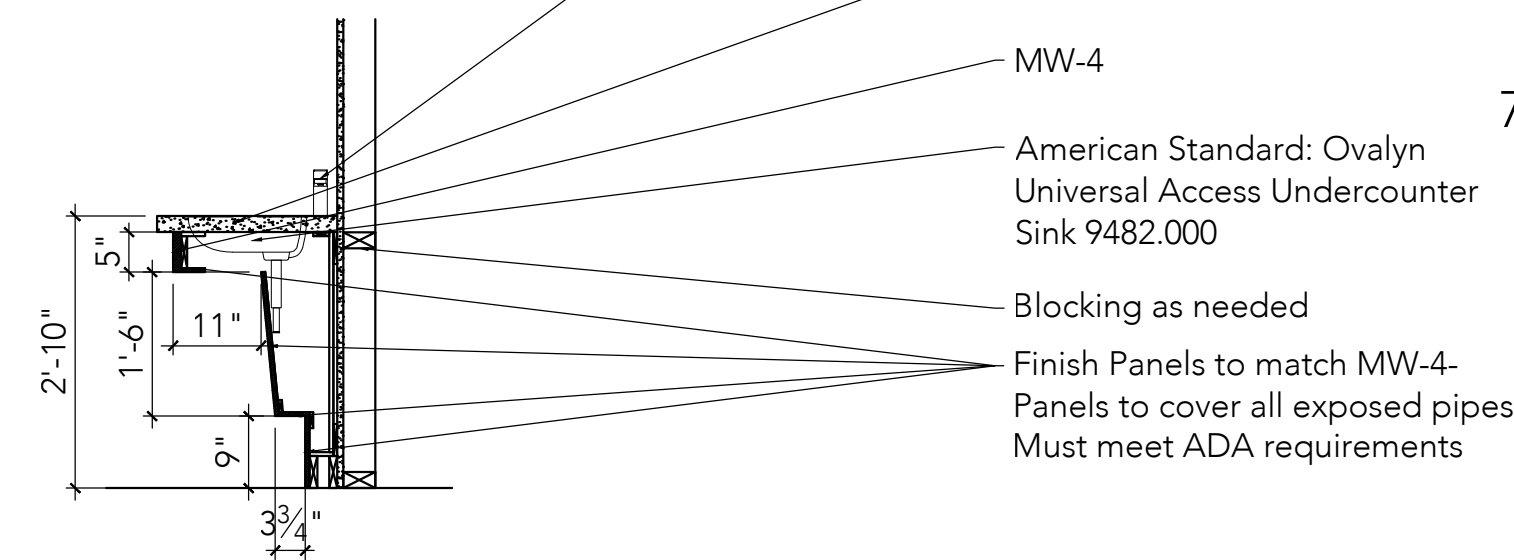 MW-4
7
American Standard: Ovalyn
Universal Access Undercounter
Sink 9482.000
Blocking as needed
Finish Panels to match MW-4-
Panels to cover all exposed pipes
Must meet ADA requirements
2'-10"
5"
1'-6"
11"
9"
3 3/4"